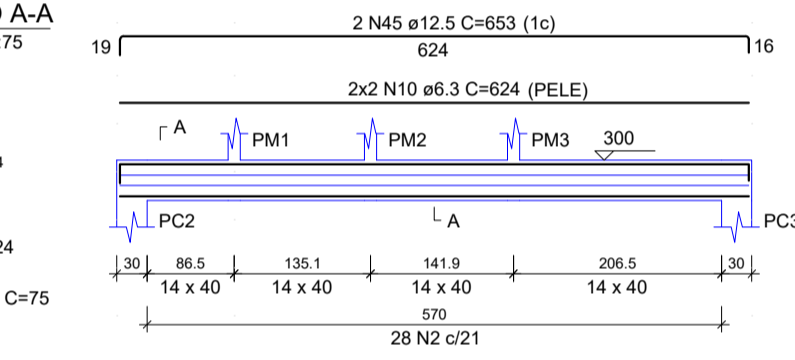 A-A
75
2 N45 ø12.5 C=653 (1c)
19
624
16
2x2 N10 ø6.3 C=624 (PELE)
A
PM1
PM2
PM3
300
PC2
A
PC3
24
C=75
30 86.5 135.1 141.9 206.5 30
14 x 40 14 x 40 14 x 40 14 x 40
570
28 N2 c/21